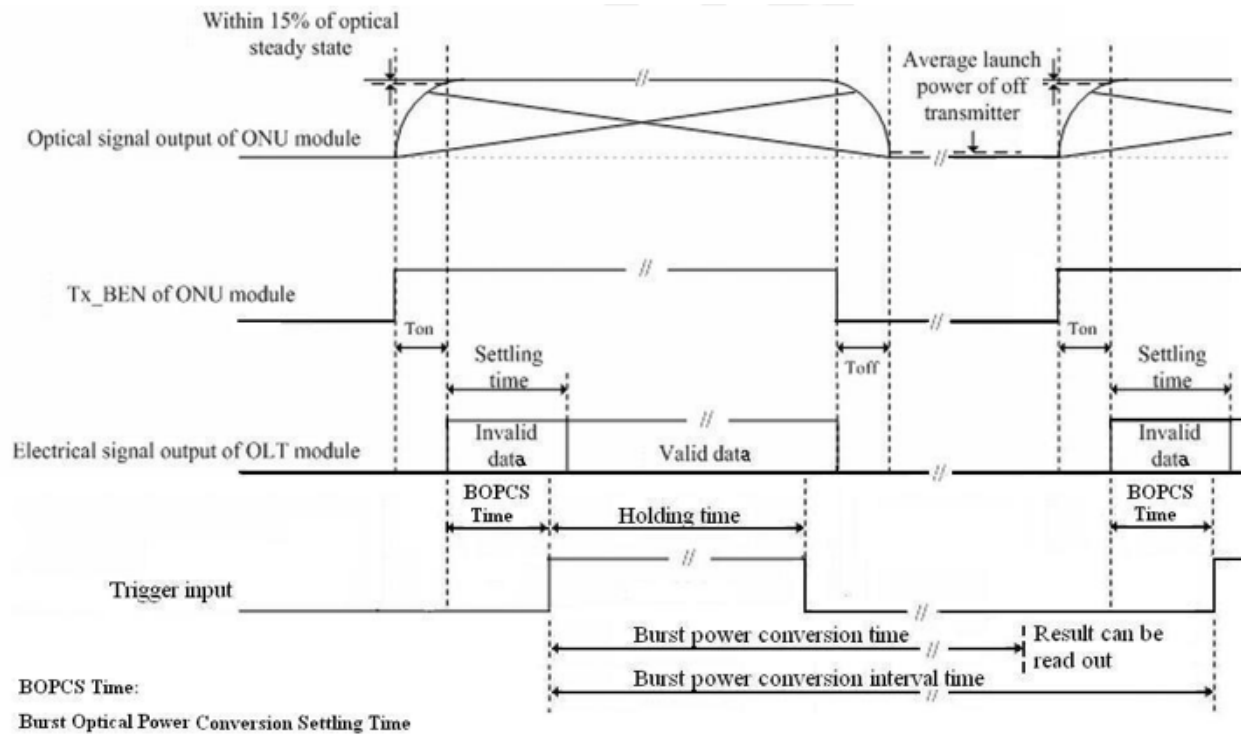 Within 15% of optical
steady state
Average launch
power of off
transmitter
//
//
Optical signal output of ONU module
//
Tx_BEN of ONU module
//
Ton
Toff
Ton
Settling
time
Settling
time
//
Electrical signal output of OLT module
Invalid
data
Valid data
//
Invalid
data
BOPCS
Time
Holding time
BOPCS
Time
//
Trigger input
//
Burst power conversion time
//
Result can be
read out
Burst power conversion interval time
//
BOPCS Time:
Burst Optical Power Conversion Settling Time